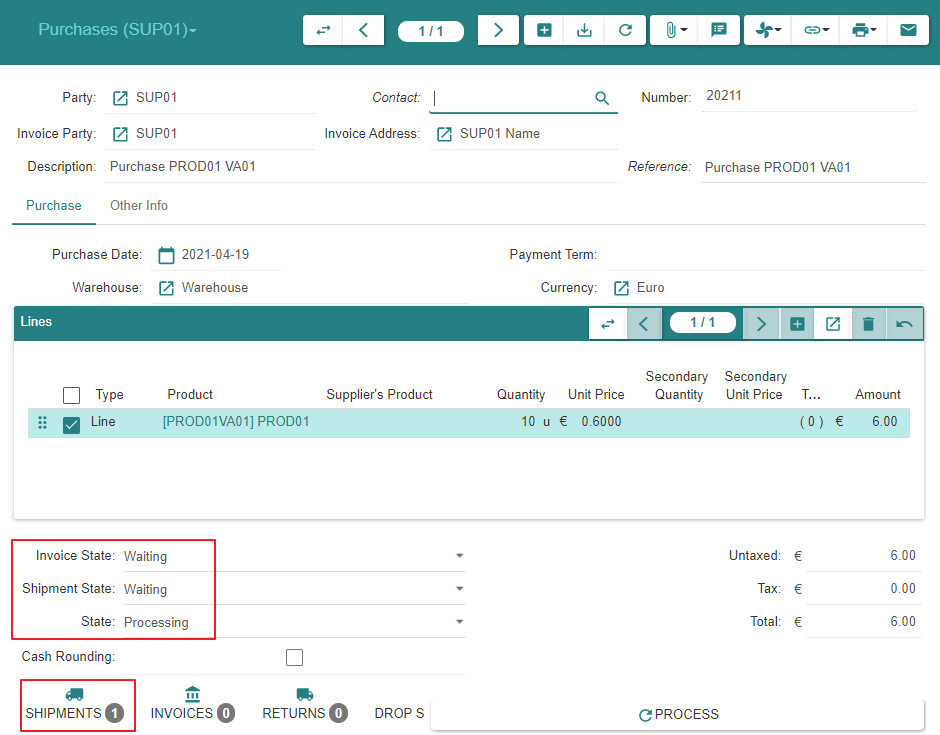 Purchases (SUP01)
1 / 1
Party: SUP01 Contact: Number: 20211
Invoice Party: SUP01 Invoice Address: SUP01 Name
Description: Purchase PROD01 VA01 Reference: Purchase PROD01 VA01
Purchase Other Info
Purchase Date: 2021-04-19 Payment Term:
Warehouse: Warehouse Currency: Euro
Lines 1 / 1
Type Product Supplier's Product Quantity Unit Price Secondary Quantity Secondary Unit Price T... Amount
Line [PROD01VA01] PROD01 10 u € 0.6000 ( 0 ) € 6.00
Invoice State: Waiting Untaxed: € 6.00
Shipment State: Waiting Tax: € 0.00
State: Processing Total: € 6.00
Cash Rounding:
SHIPMENTS 1 INVOICES 0 RETURNS 0 DROP S PROCESS